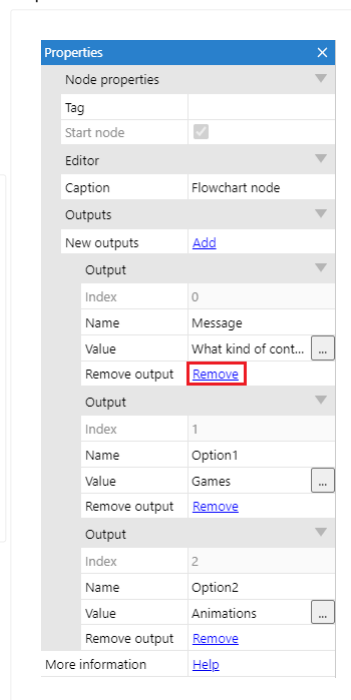 Properties
Node properties
Tag
Start node
Editor
Caption Flowchart node
Outputs
New outputs Add
Output
Index 0
Name Message
Value What kind of cont... ...
Remove output Remove
Output
Index 1
Name Option1
Value Games ...
Remove output Remove
Output
Index 2
Name Option2
Value Animations ...
Remove output Remove
More information Help